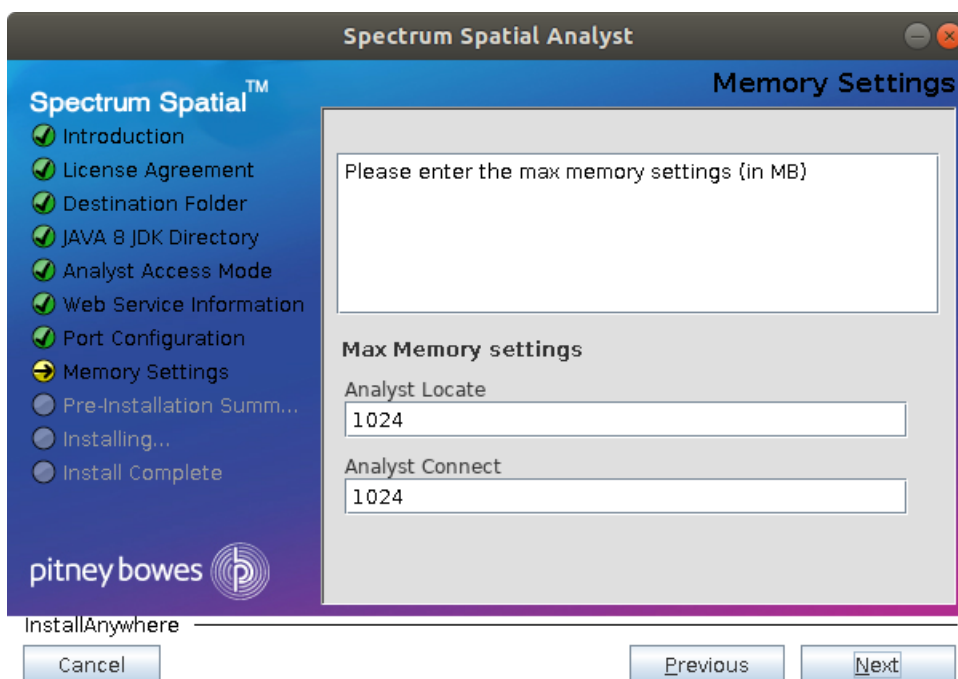 Spectrum Spatial Analyst
Memory Settings
Spectrum Spatial™
Introduction
License Agreement
Destination Folder
JAVA 8 JDK Directory
Analyst Access Mode
Web Service Information
Port Configuration
Memory Settings
Pre-Installation Summ...
Installing...
Install Complete
pitney bowes
Please enter the max memory settings (in MB)
Max Memory settings
Analyst Locate
1024
Analyst Connect
1024
InstallAnywhere
Cancel
Previous
Next